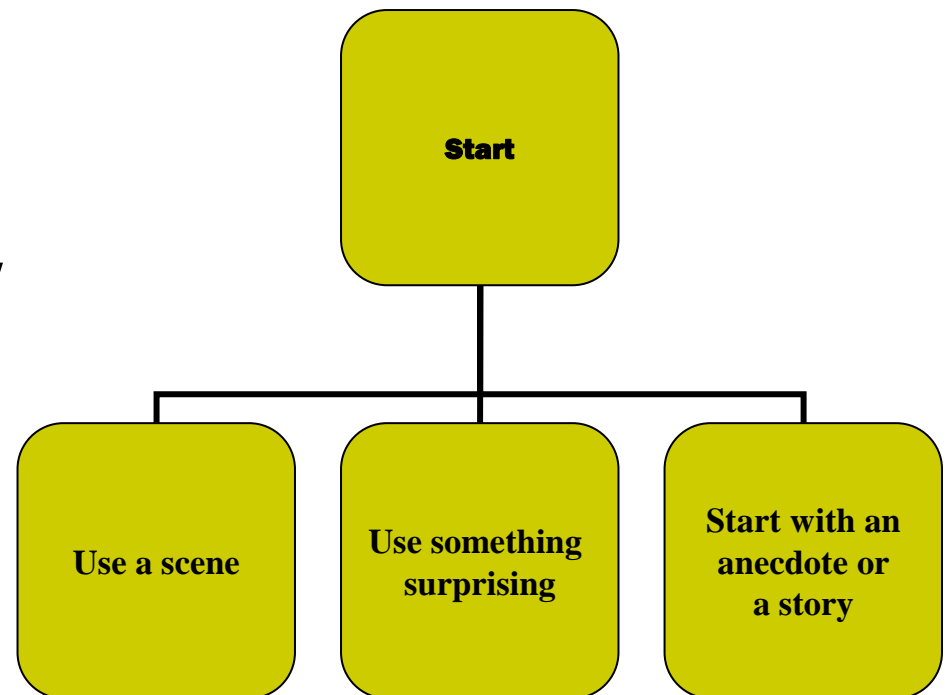 Start
Use a scene
Use something
surprising
Start with an
anecdote or
a story